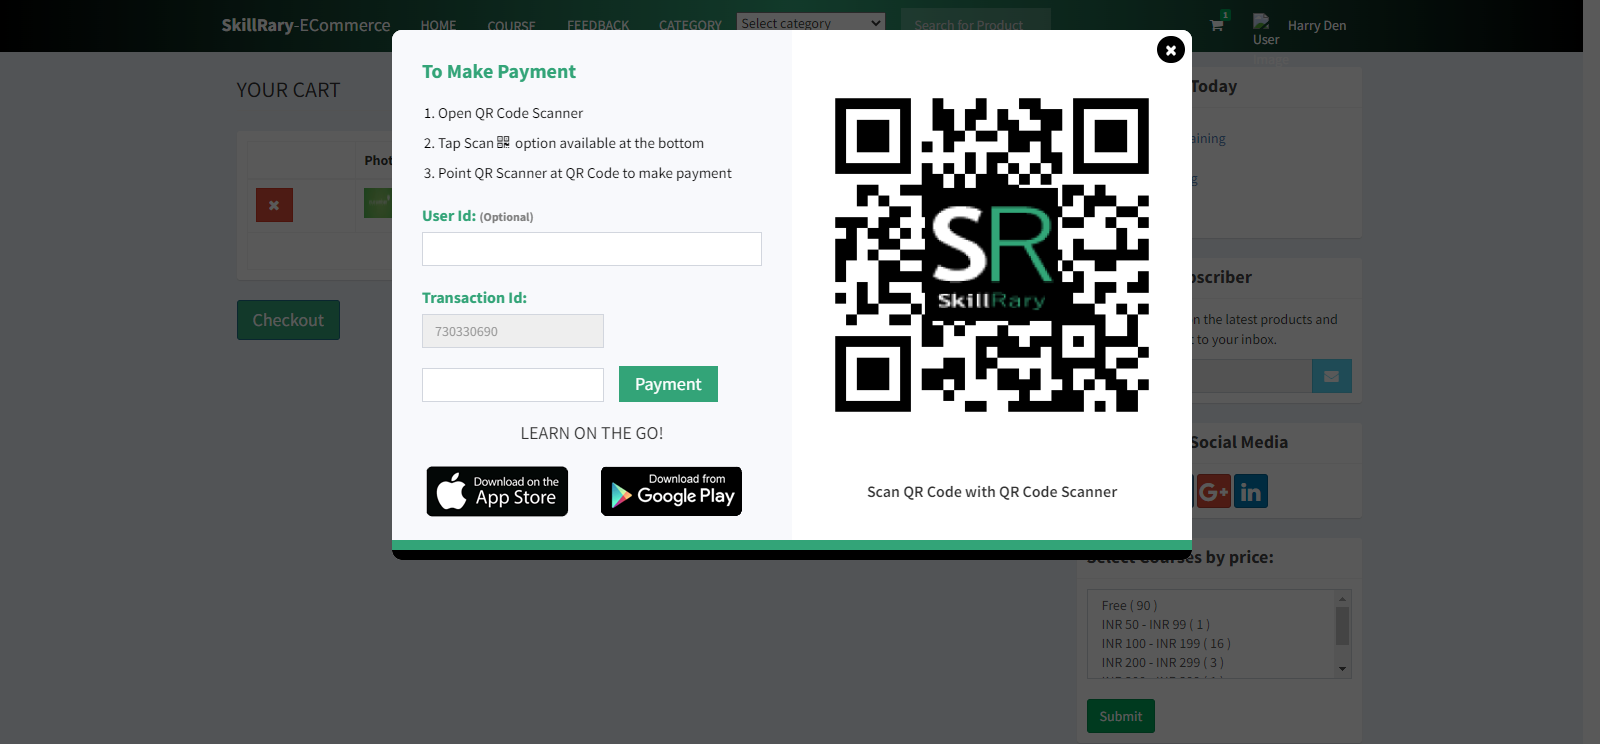 SkillRary-ECommerce
HOME
COURSE
FEEDBACK
CATEGORY
Select category
Search for Product
1
User
Harry Den
YOUR CART
Phot
Checkout
To Make Payment
1. Open QR Code Scanner
2. Tap Scan option available at the bottom
3. Point QR Scanner at QR Code to make payment
User Id: (Optional)
Transaction Id:
730330690
Payment
LEARN ON THE GO!
Download on the
App Store
Download from
Google Play
SR
SkillRary
Scan QR Code with QR Code Scanner
Today
aining
g
bscriber
n the latest products and
t to your inbox.
Social Media
G+
in
Select Courses by price:
Free ( 90 )
INR 50 - INR 99 ( 1 )
INR 100 - INR 199 ( 16 )
INR 200 - INR 299 ( 3 )
Submit